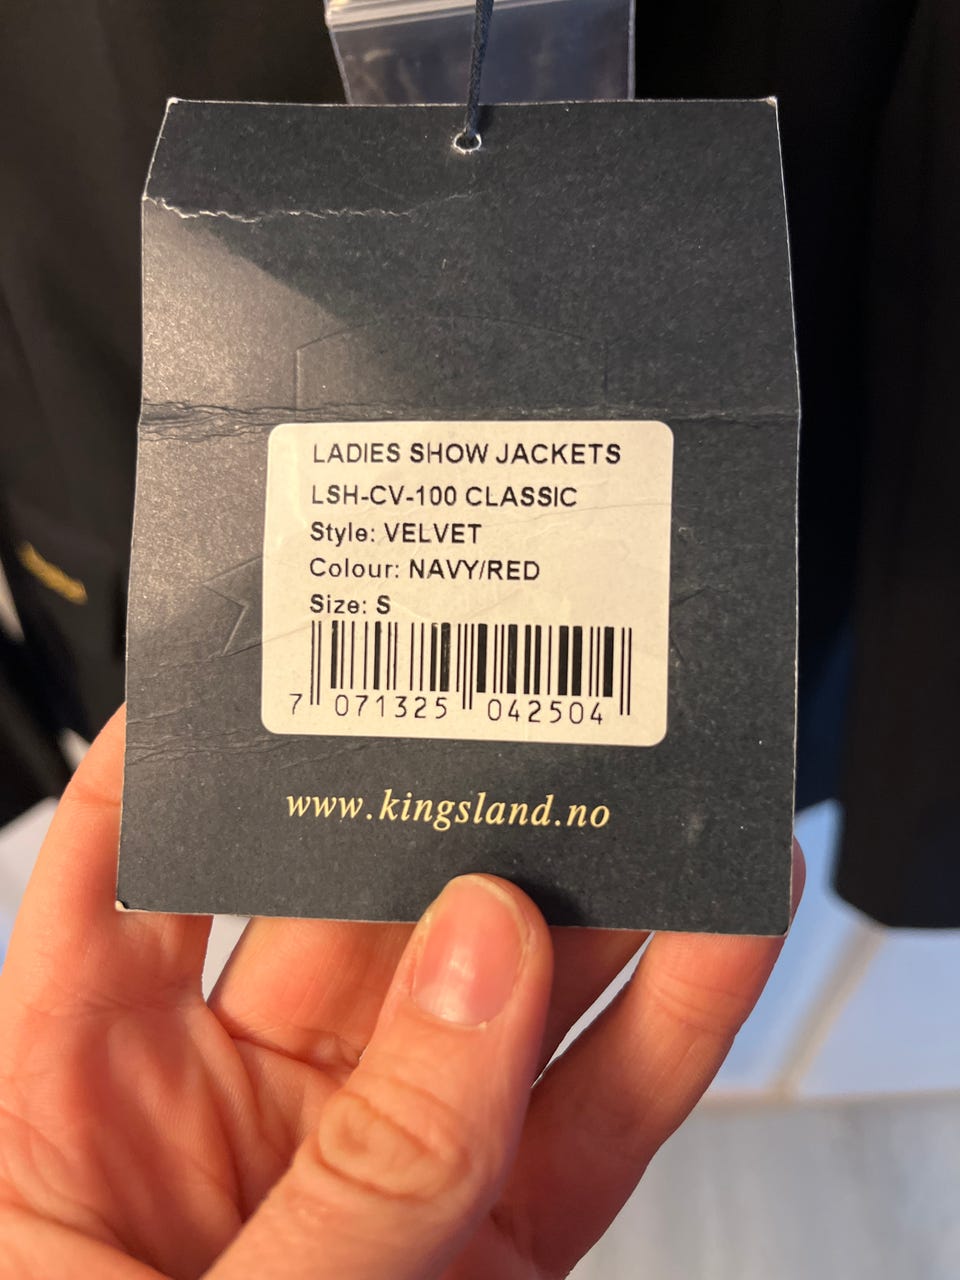 LADIES SHOW JACKETS
LSH-CV-100 CLASSIC
Style: VELVET
Colour: NAVY/RED
Size: S
7 071325 042504
www.kingsland.no